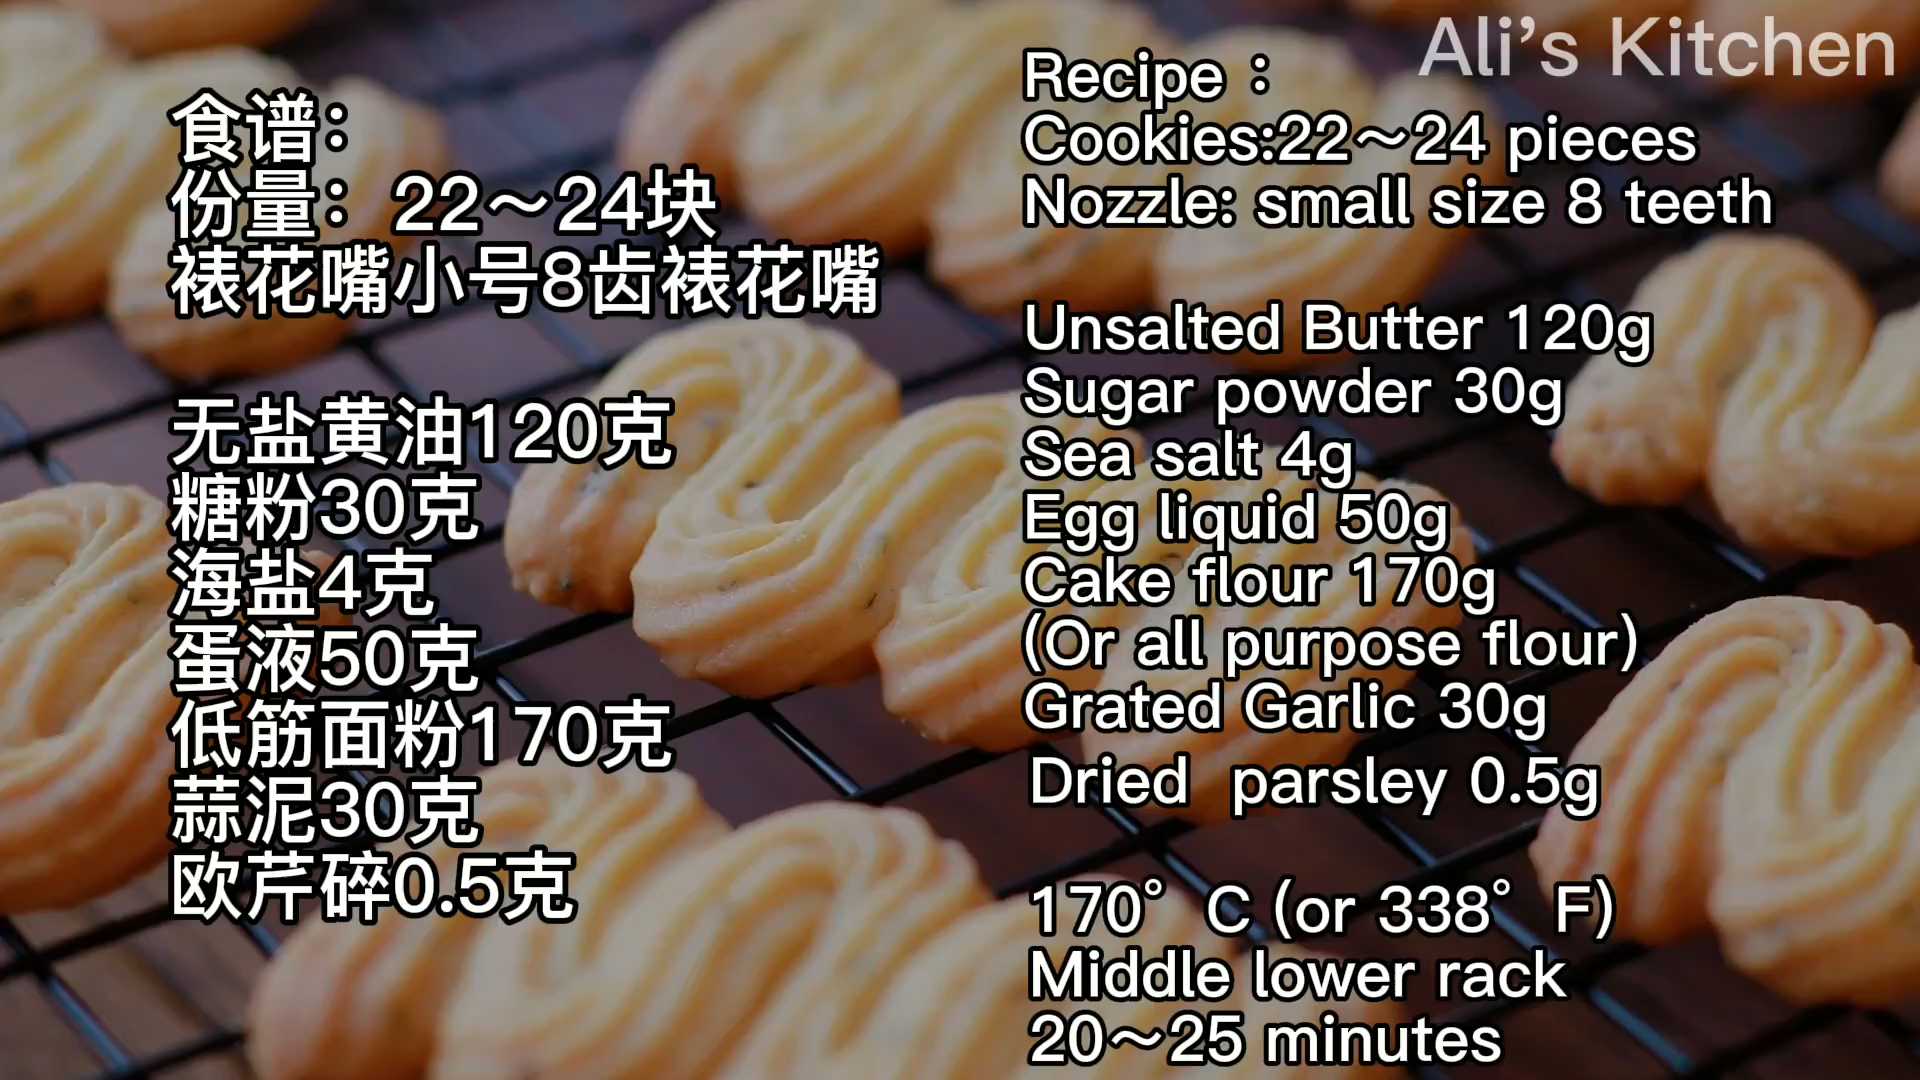 Ali’s Kitchen
食谱：
份量：22～24块
裱花嘴小号8齿裱花嘴
无盐黄油120克
糖粉30克
海盐4克
蛋液50克
低筋面粉170克
蒜泥30克
欧芹碎0.5克
Recipe：
Cookies:22～24 pieces
Nozzle: small size 8 teeth
Unsalted Butter 120g
Sugar powder 30g
Sea salt 4g
Egg liquid 50g
Cake flour 170g
(Or all purpose flour)
Grated Garlic 30g
Dried parsley 0.5g
170°C (or 338°F)
Middle lower rack
20～25 minutes